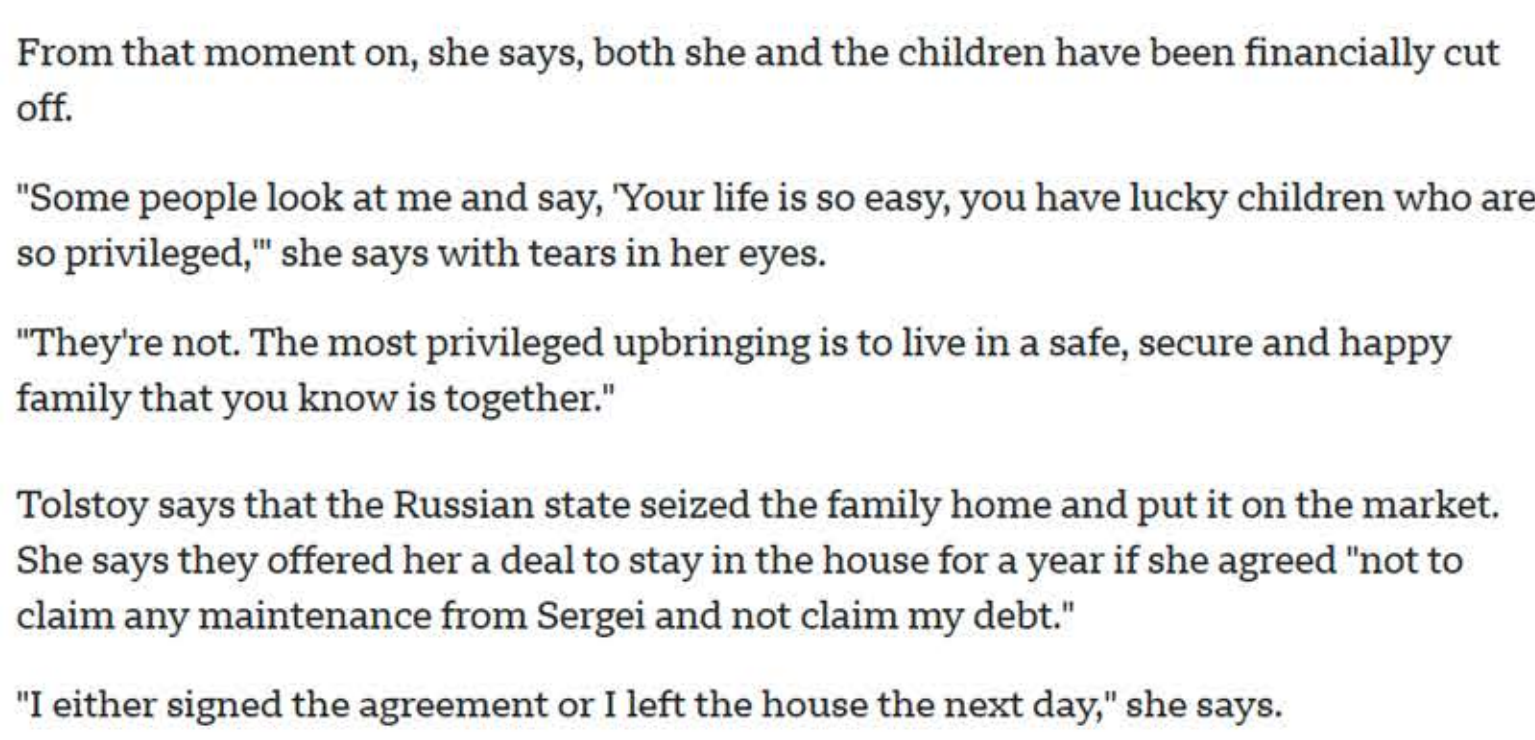 From that moment on, she says, both she and the children have been financially cut
off.
"Some people look at me and say, 'Your life is so easy, you have lucky children who are
so privileged,'" she says with tears in her eyes.
"They're not. The most privileged upbringing is to live in a safe, secure and happy
family that you know is together."
Tolstoy says that the Russian state seized the family home and put it on the market.
She says they offered her a deal to stay in the house for a year if she agreed "not to
claim any maintenance from Sergei and not claim my debt."
"I either signed the agreement or I left the house the next day," she says.